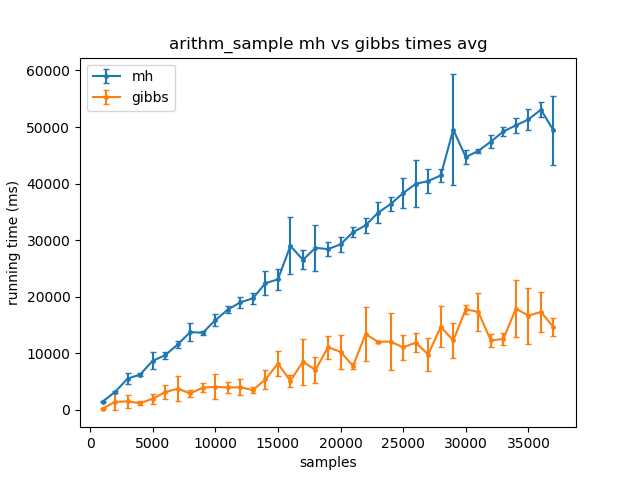 arithm_sample mh vs gibbs times avg
mh
gibbs
60000
50000
40000
30000
20000
10000
0
running time (ms)
0 5000 10000 15000 20000 25000 30000 35000
samples